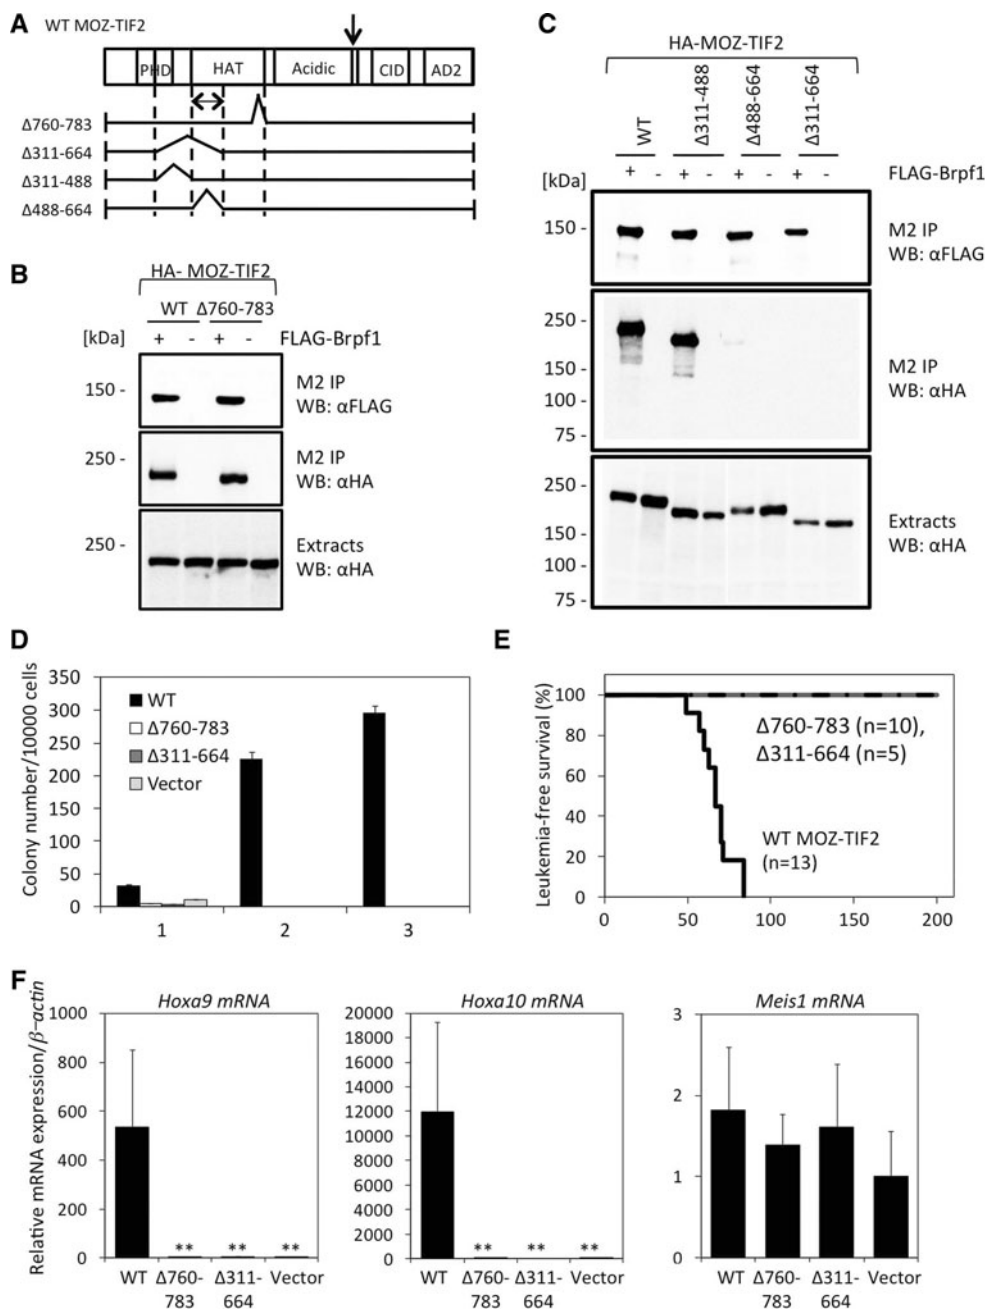 A
WT MOZ-TIF2
PHD HAT Acidic CID AD2
Δ760-783
Δ311-664
Δ311-488
Δ488-664
B
HA- MOZ-TIF2
WT Δ760-783
[kDa] + - + - FLAG-Brpf1
150 -
M2 IP
WB: αFLAG
250 -
M2 IP
WB: αHA
250 -
Extracts
WB: αHA
C
HA-MOZ-TIF2
WT Δ311-488 Δ488-664 Δ311-664
[kDa] + - + - + - + - FLAG-Brpf1
150 -
M2 IP
WB: αFLAG
250 -
150 -
100 -
75 -
M2 IP
WB: αHA
250 -
150 -
100 -
75 -
Extracts
WB: αHA
D
Colony number/10000 cells
350
300
250
200
150
100
50
0
WT
Δ760-783
Δ311-664
Vector
1 2 3
E
Leukemia-free survival (%)
100
80
60
40
20
0
Δ760-783 (n=10),
Δ311-664 (n=5)
WT MOZ-TIF2
(n=13)
0 50 100 150 200
F
Relative mRNA expression/β-actin
Hoxa9 mRNA
1000
800
600
400
200
0
** ** **
WT Δ760- Δ311- Vector
783 664
Hoxa10 mRNA
20000
18000
16000
14000
12000
10000
8000
6000
4000
2000
0
** ** **
WT Δ760- Δ311- Vector
783 664
Meis1 mRNA
3
2
1
0
WT Δ760- Δ311- Vector
783 664